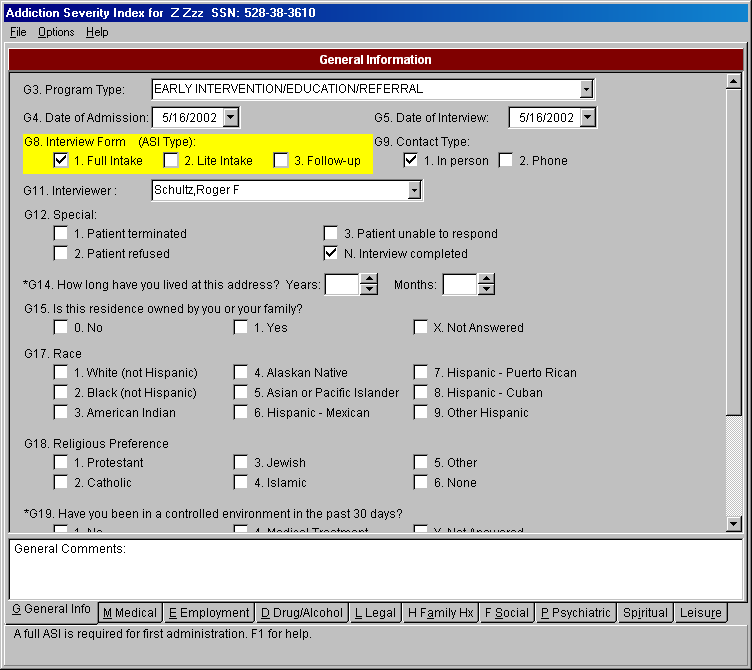 Addiction Severity Index for Z Zzz SSN: 528-38-3610
File Options Help
General Information
G3. Program Type: EARLY INTERVENTION/EDUCATION/REFERRAL
G4. Date of Admission: 5/16/2002 G5. Date of Interview: 5/16/2002
G8. Interview Form (ASI Type): G9. Contact Type:
1. Full Intake 2. Lite Intake 3. Follow-up 1. In person 2. Phone
G11. Interviewer : Schultz,Roger F
G12. Special:
1. Patient terminated 3. Patient unable to respond
2. Patient refused N. Interview completed
*G14. How long have you lived at this address? Years: Months:
G15. Is this residence owned by you or your family?
0. No 1. Yes X. Not Answered
G17. Race
1. White (not Hispanic) 4. Alaskan Native 7. Hispanic - Puerto Rican
2. Black (not Hispanic) 5. Asian or Pacific Islander 8. Hispanic - Cuban
3. American Indian 6. Hispanic - Mexican 9. Other Hispanic
G18. Religious Preference
1. Protestant 3. Jewish 5. Other
2. Catholic 4. Islamic 6. None
*G19. Have you been in a controlled environment in the past 30 days?
1. No 4. Medical Treatment X. Not Answered
General Comments:
G General Info M Medical E Employment D Drug/Alcohol L Legal H Family Hx F Social P Psychiatric Spiritual Leisure
A full ASI is required for first administration. F1 for help.